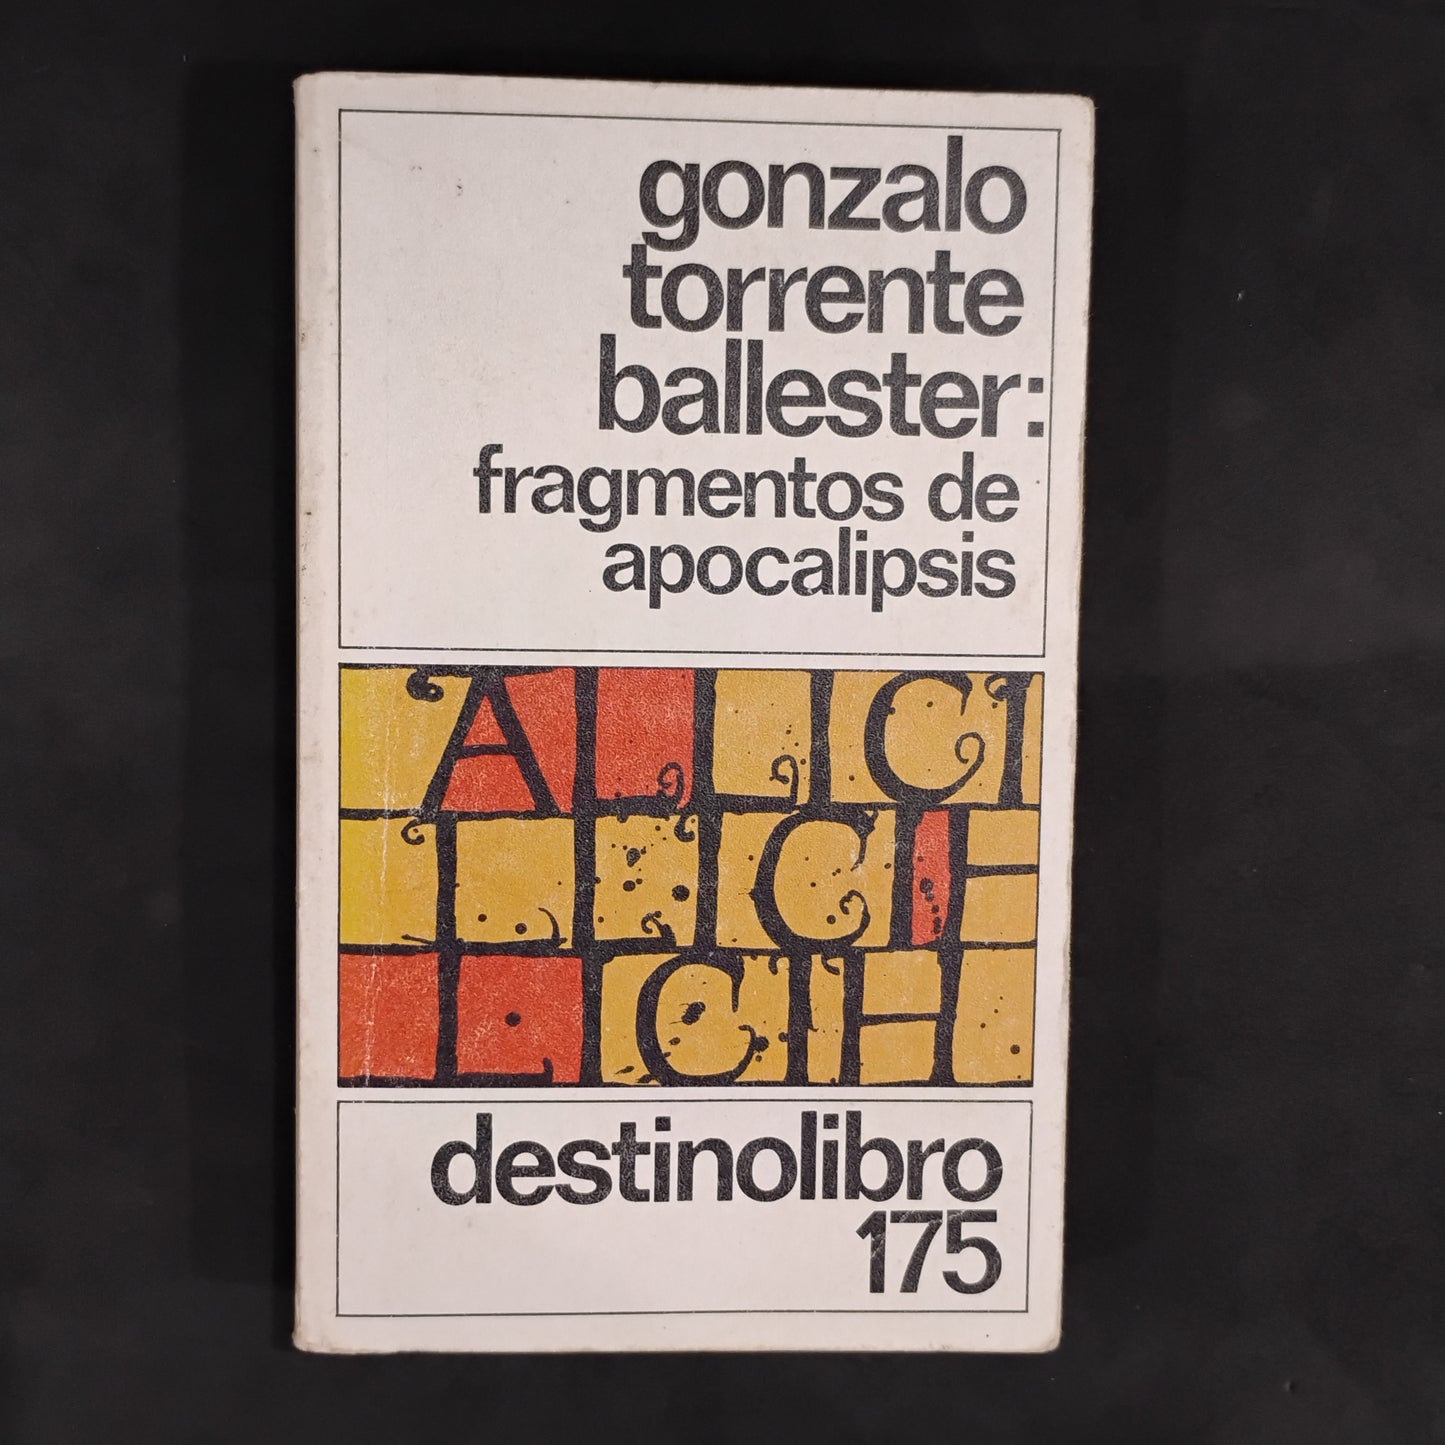 gonzalo
torrente
ballester:
fragmentos de
apocalipsis
destinolibro
175